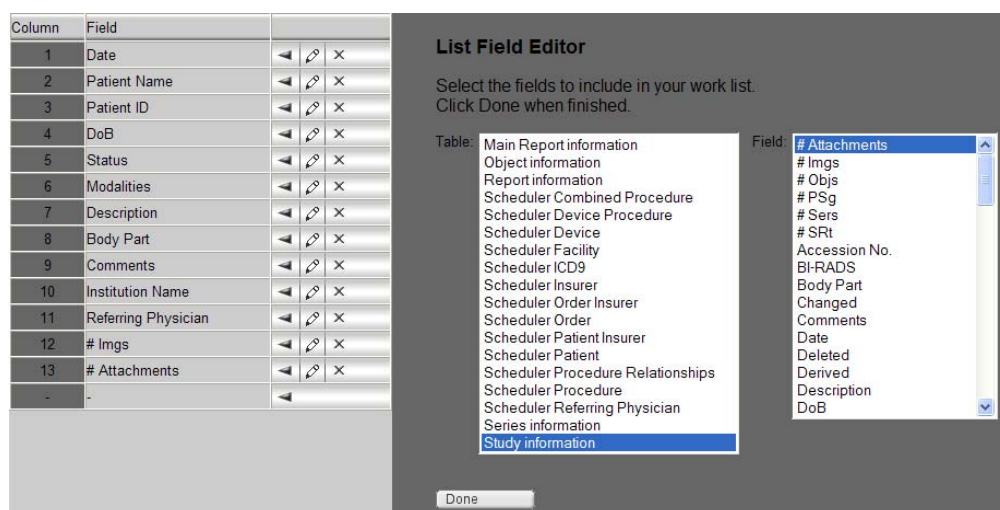 Column Field
1 Date
2 Patient Name
3 Patient ID
4 DoB
5 Status
6 Modalities
7 Description
8 Body Part
9 Comments
10 Institution Name
11 Referring Physician
12 # Imgs
13 # Attachments
- -
List Field Editor
Select the fields to include in your work list.
Click Done when finished.
Table:
Main Report information
Object information
Report information
Scheduler Combined Procedure
Scheduler Device Procedure
Scheduler Device
Scheduler Facility
Scheduler ICD9
Scheduler Insurer
Scheduler Order Insurer
Scheduler Order
Scheduler Patient Insurer
Scheduler Patient
Scheduler Procedure Relationships
Scheduler Procedure
Scheduler Referring Physician
Series information
Study information
Field:
# Attachments
# Imgs
# Objs
# PSg
# Sers
# SRt
Accession No.
BI-RADS
Body Part
Changed
Comments
Date
Deleted
Derived
Description
DoB
Done